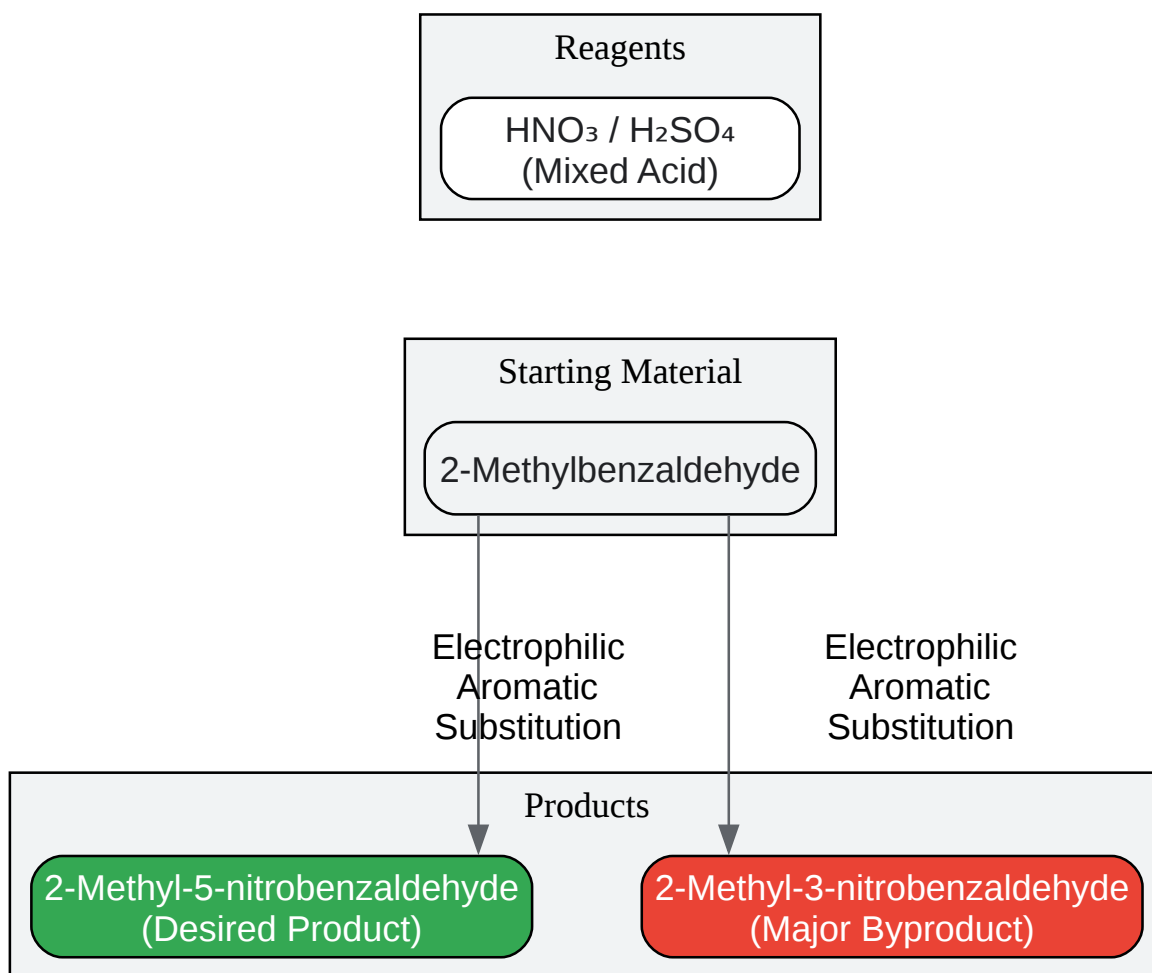 Reagents
HNO₃ / H₂SO₄
(Mixed Acid)
Starting Material
2-Methylbenzaldehyde
Electrophilic
Aromatic
Substitution
Electrophilic
Aromatic
Substitution
Products
2-Methyl-5-nitrobenzaldehyde
(Desired Product)
2-Methyl-3-nitrobenzaldehyde
(Major Byproduct)